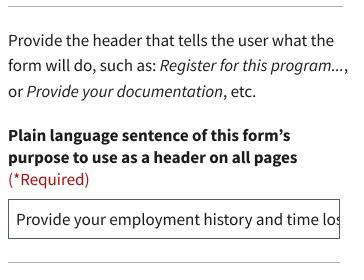 Provide the header that tells the user what the
form will do, such as: Register for this program...,
or Provide your documentation, etc.
Plain language sentence of this form's
purpose to use as a header on all pages
(*Required)
Provide your employment history and time los